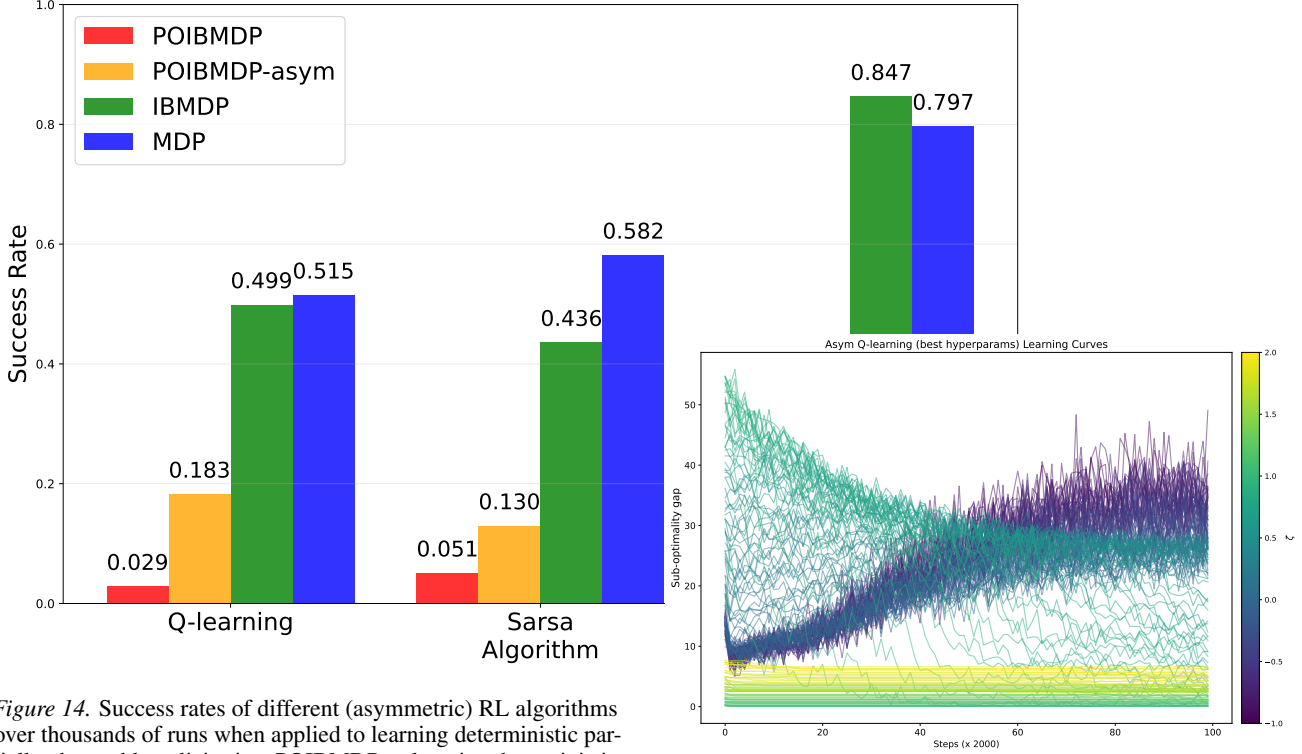 1.0
0.8
0.6
0.4
0.2
0.0
Success Rate
POIBMDP
POIBMDP-asym
IBMDP
MDP
0.029
0.183
0.499
0.515
0.051
0.130
0.436
0.582
0.847
0.797
Q-learning
Sarsa
Algorithm
Asym Q-learning (best hyperparams) Learning Curves
50
40
30
20
10
0
Sub-optimality gap
0 20 40 60 80 100
Steps (x 2000)
2.0
1.5
1.0
0.5
0.0
−0.5
−1.0
ζ
Figure 14. Success rates of different (asymmetric) RL algorithms
over thousands of runs when applied to learning deterministic par-